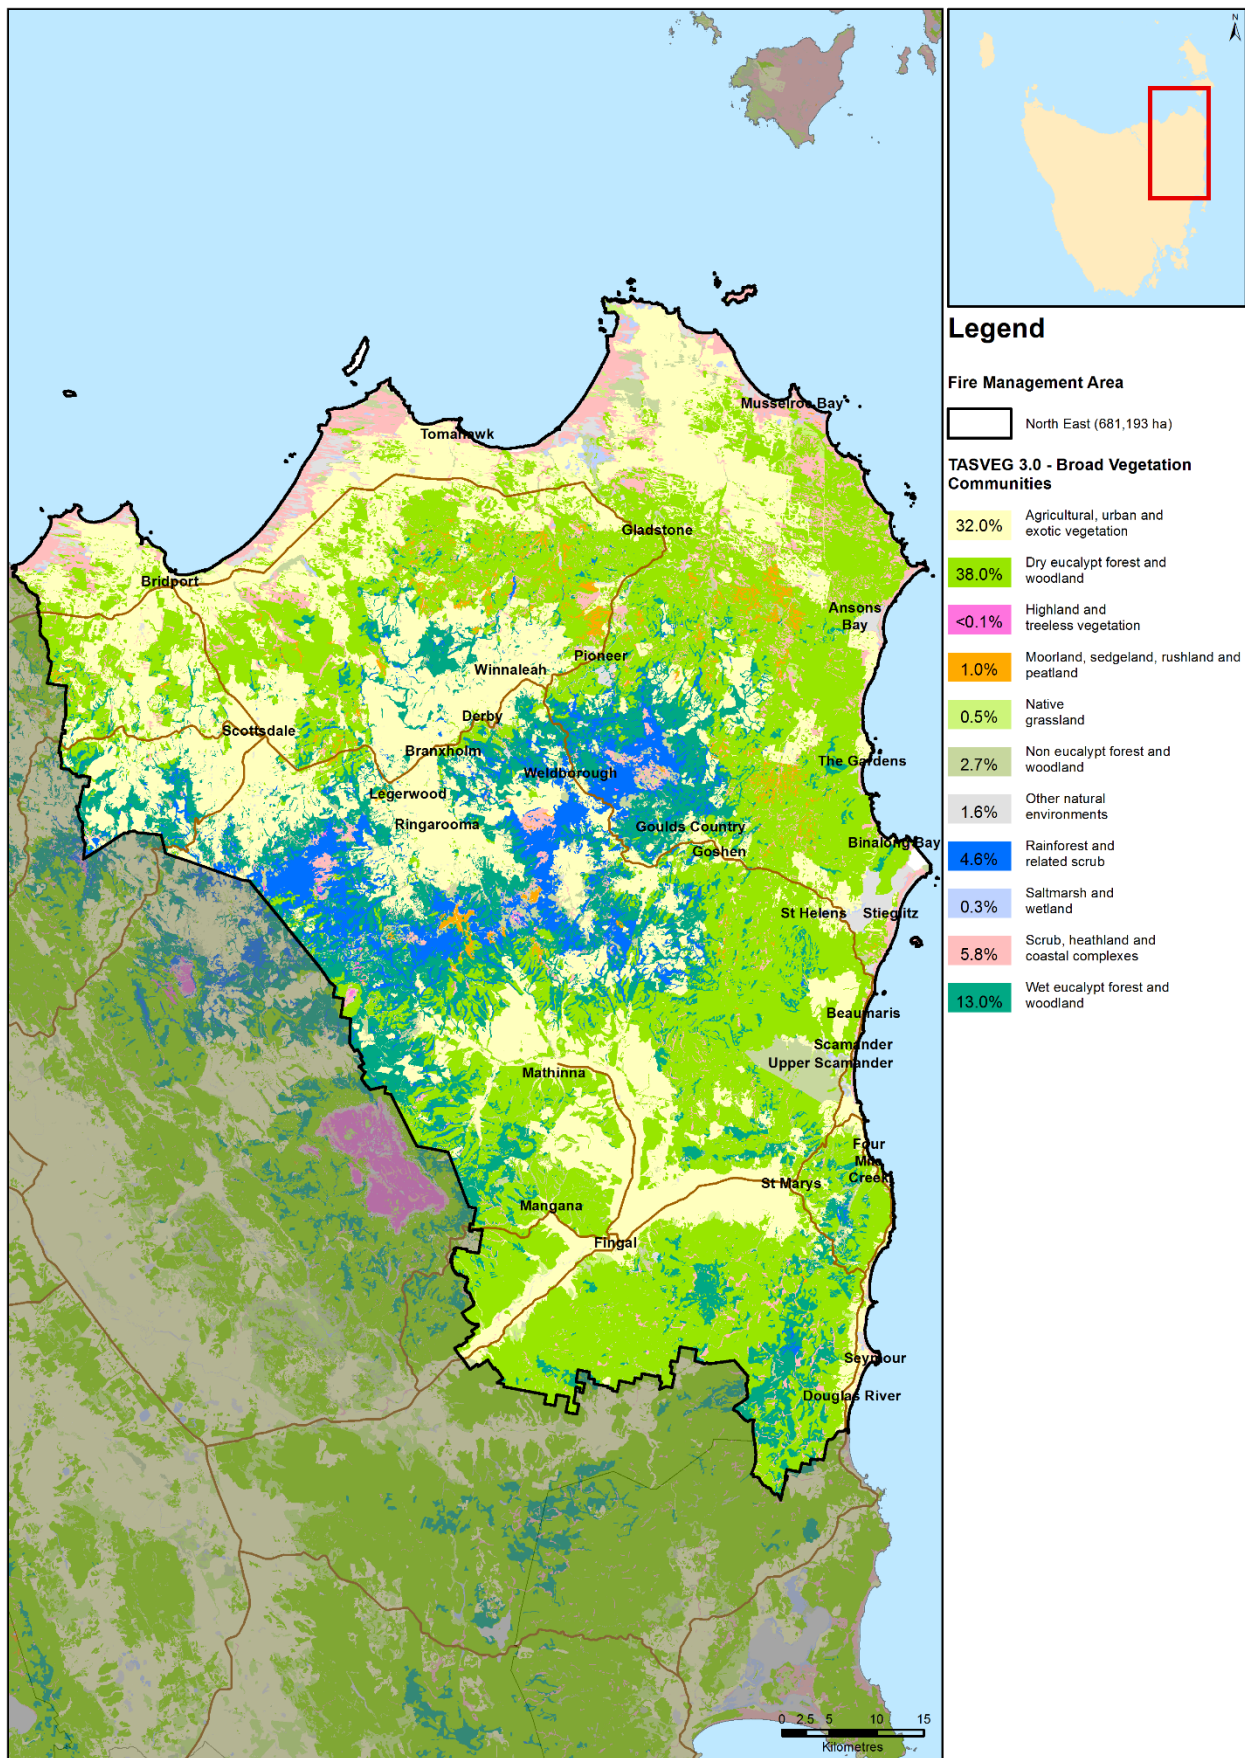 N
Legend
Fire Management Area
North East (681,193 ha)
TASVEG 3.0 - Broad Vegetation
Communities
32.0%
Agricultural, urban and
exotic vegetation
38.0%
Dry eucalypt forest and
woodland
<0.1%
Highland and
treeless vegetation
1.0%
Moorland, sedgeland, rushland and
peatland
0.5%
Native
grassland
2.7%
Non eucalypt forest and
woodland
1.6%
Other natural
environments
4.6%
Rainforest and
related scrub
0.3%
Saltmarsh and
wetland
5.8%
Scrub, heathland and
coastal complexes
13.0%
Wet eucalypt forest and
woodland
Musselroe Bay
Tomahawk
Gladstone
Bridport
Ansons
Bay
Pioneer
Winnaleah
Derby
Scottsdale
Branxholm
The Gardens
Weldborough
Legerwood
Ringarooma
Goulds Country
Goshen
Binalong Bay
St Helens
Stieglitz
Beaumaris
Scamander
Upper Scamander
Mathinna
Four
Mile
Creek
St Marys
Mangana
Fingal
Seymour
Douglas River
0 2.5 5 10 15
Kilometres